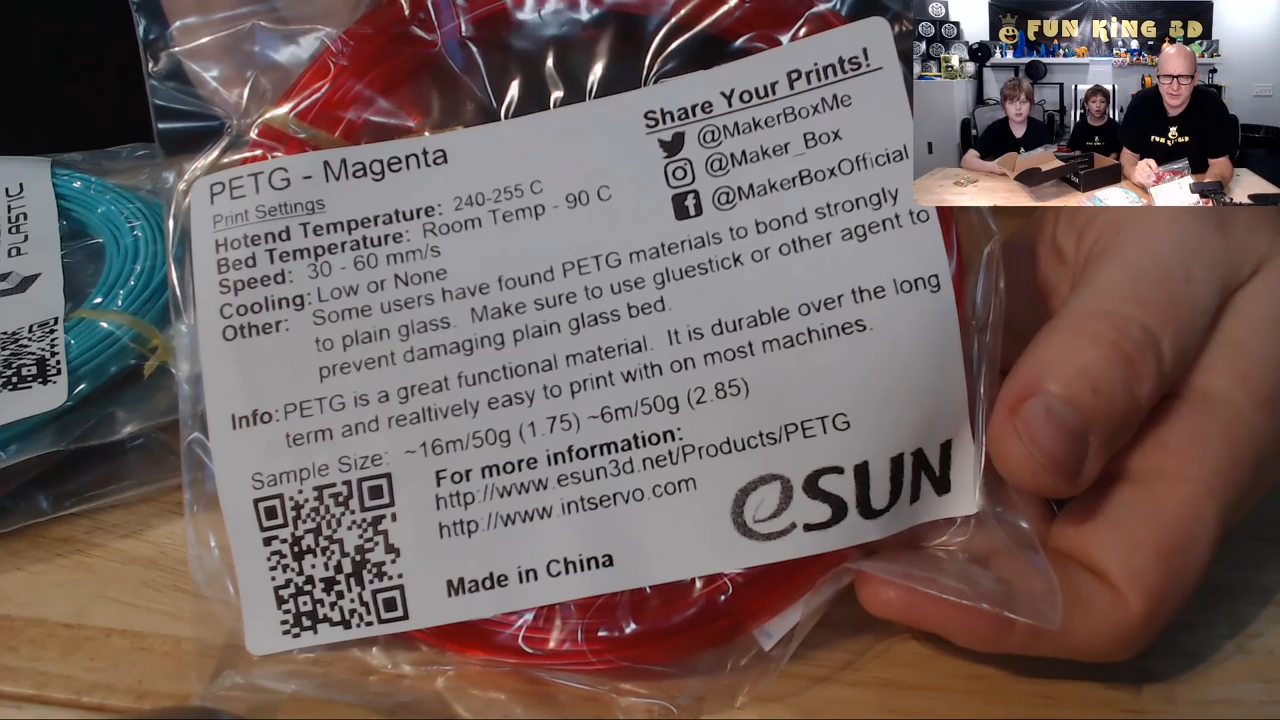 FUN KING 3D
FUN KING
PLASTIC
PETG - Magenta
Print Settings
Hotend Temperature: 240-255 C
Bed Temperature: Room Temp - 90 C
Speed: 30 - 60 mm/s
Cooling: Low or None
Other: Some users have found PETG materials to bond strongly
to plain glass. Make sure to use gluestick or other agent to
prevent damaging plain glass bed.
Info: PETG is a great functional material. It is durable over the long
term and realtively easy to print with on most machines.
Sample Size: ~16m/50g (1.75) ~6m/50g (2.85)
For more information:
http://www.esun3d.net/Products/PETG
http://www.intservo.com
Made in China
eSUN
Share Your Prints!
@MakerBoxMe
@Maker_Box
@MakerBoxOfficial